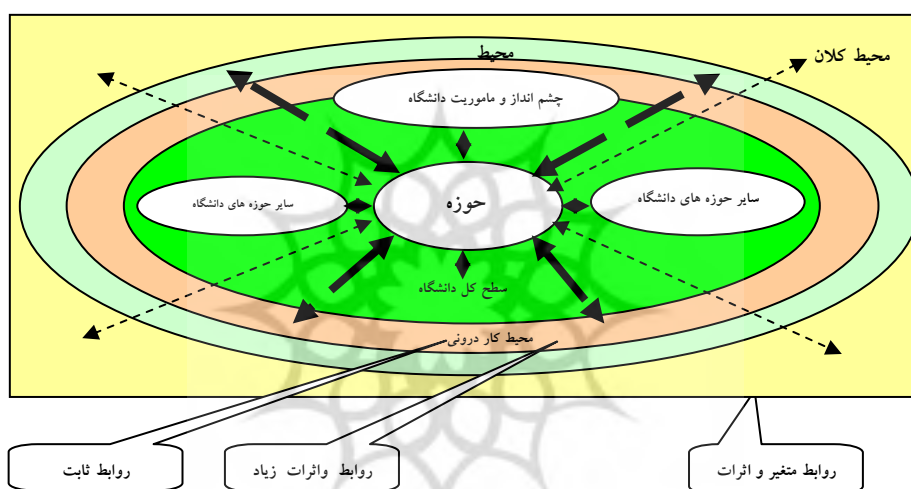 محیط
محیط کلان
چشم انداز و ماموریت دانشگاه
سایر حوزه های دانشگاه
حوزه
سایر حوزه های دانشگاه
سطح کل دانشگاه
محیط کار درونی
روابط متغیر و اثرات
روابط واثرات زیاد
روابط ثابت